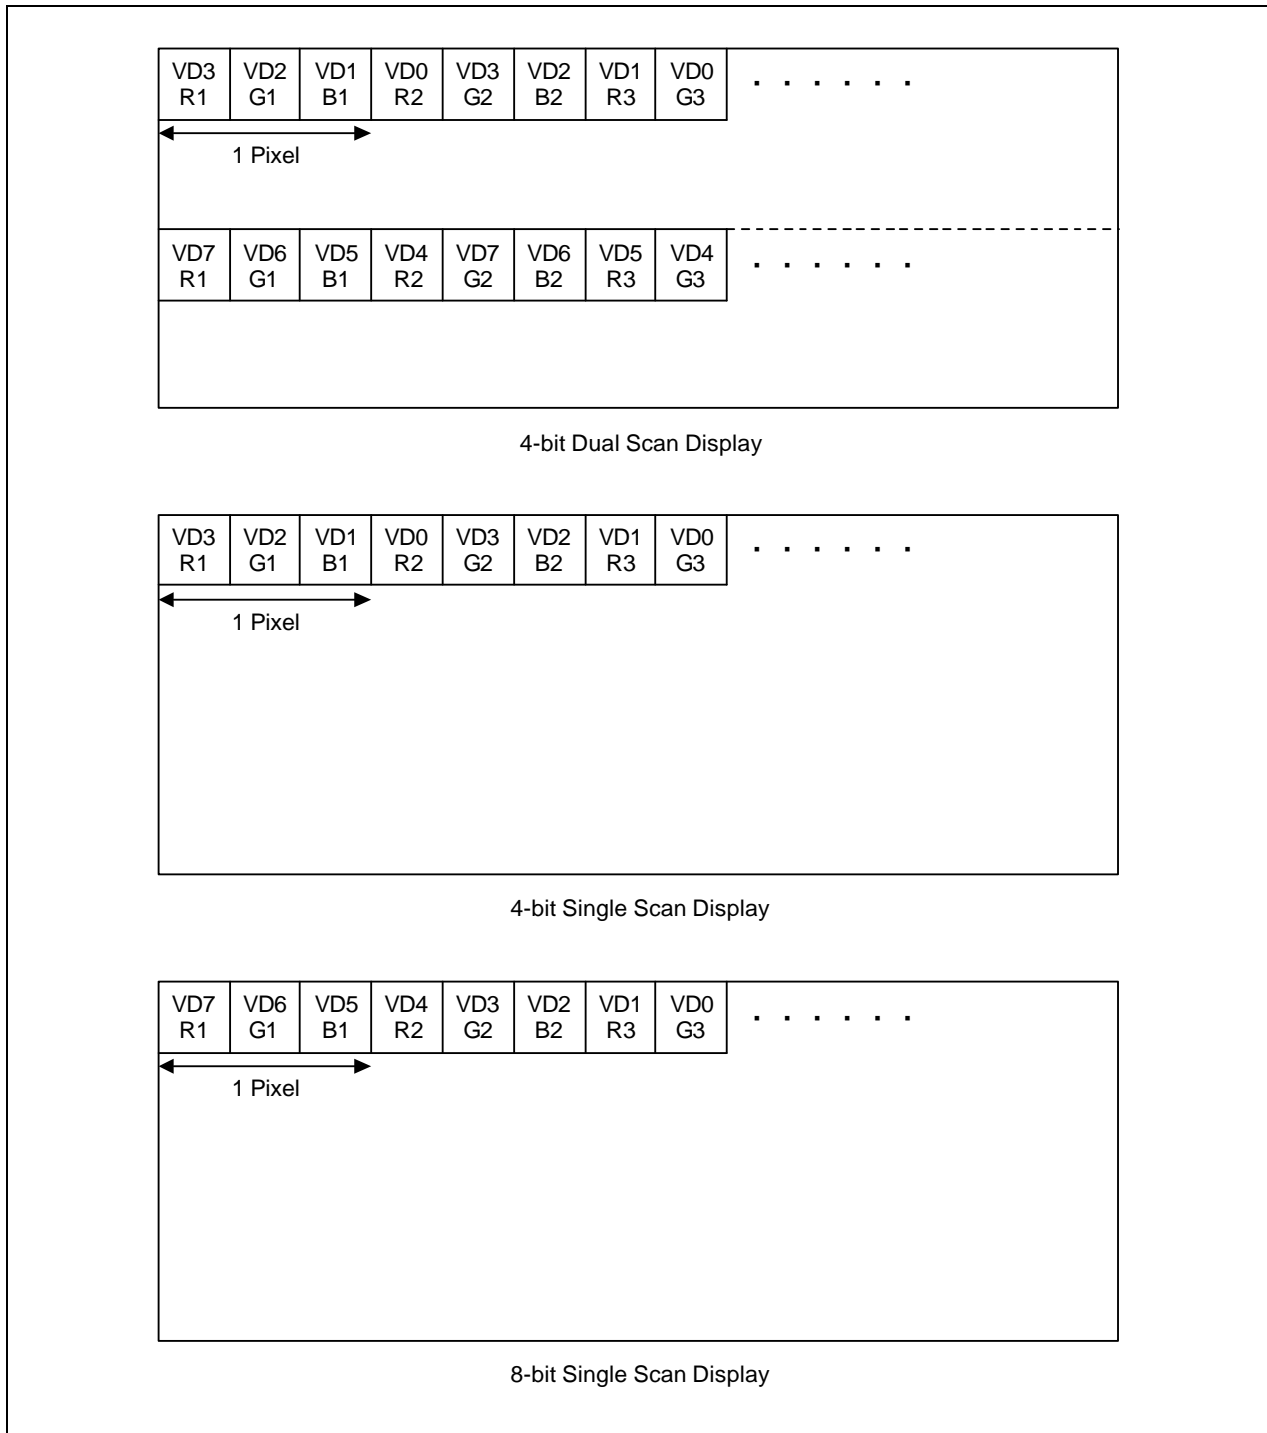 VD3 VD2 VD1 VD0 VD3 VD2 VD1 VD0
R1 G1 B1 R2 G2 B2 R3 G3
1 Pixel
VD7 VD6 VD5 VD4 VD7 VD6 VD5 VD4
R1 G1 B1 R2 G2 B2 R3 G3
4-bit Dual Scan Display
VD3 VD2 VD1 VD0 VD3 VD2 VD1 VD0
R1 G1 B1 R2 G2 B2 R3 G3
1 Pixel
4-bit Single Scan Display
VD7 VD6 VD5 VD4 VD3 VD2 VD1 VD0
R1 G1 B1 R2 G2 B2 R3 G3
1 Pixel
8-bit Single Scan Display